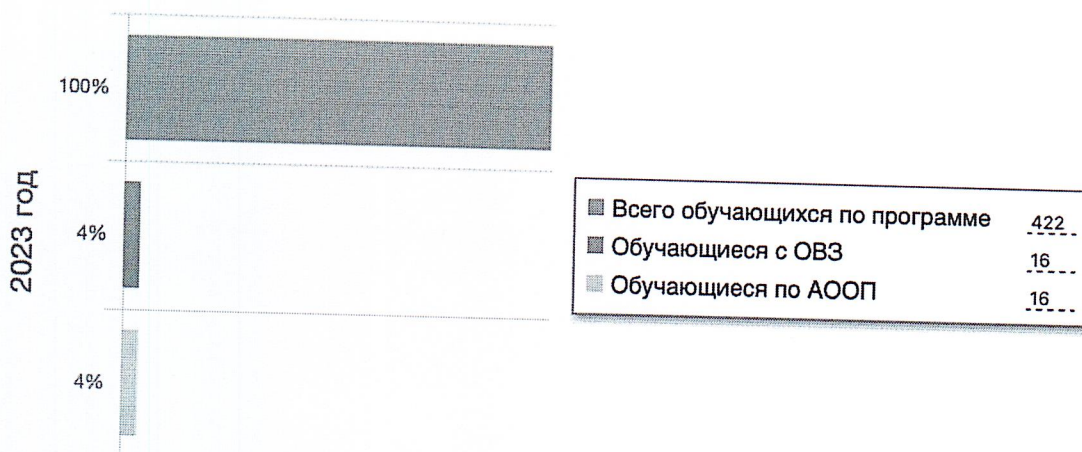 2023 год
100%
4%
4%
Всего обучающихся по программе 422
Обучающиеся с ОВЗ 16
Обучающиеся по АООП 16